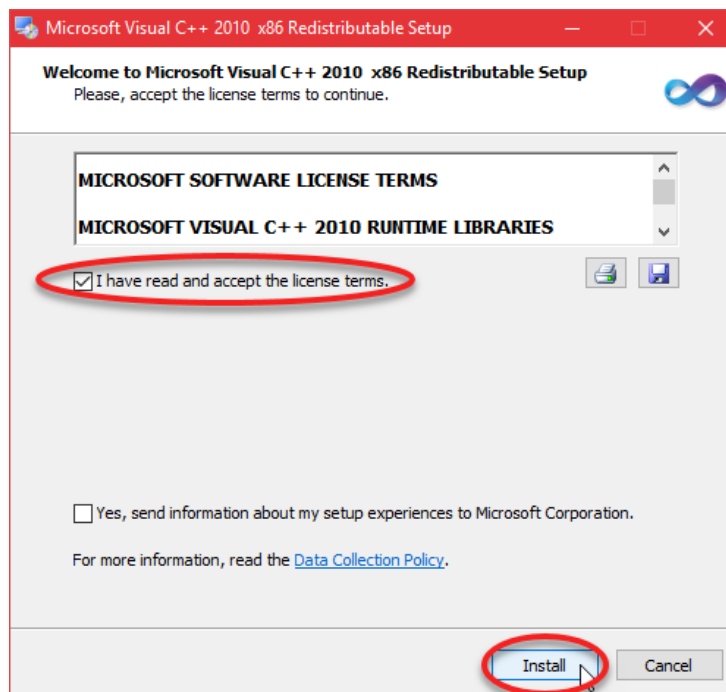 Microsoft Visual C++ 2010  x86 Redistributable Setup
Welcome to Microsoft Visual C++ 2010  x86 Redistributable Setup
Please, accept the license terms to continue.
MICROSOFT SOFTWARE LICENSE TERMS
MICROSOFT VISUAL C++ 2010 RUNTIME LIBRARIES
I have read and accept the license terms.
Yes, send information about my setup experiences to Microsoft Corporation.
For more information, read the Data Collection Policy.
Install
Cancel